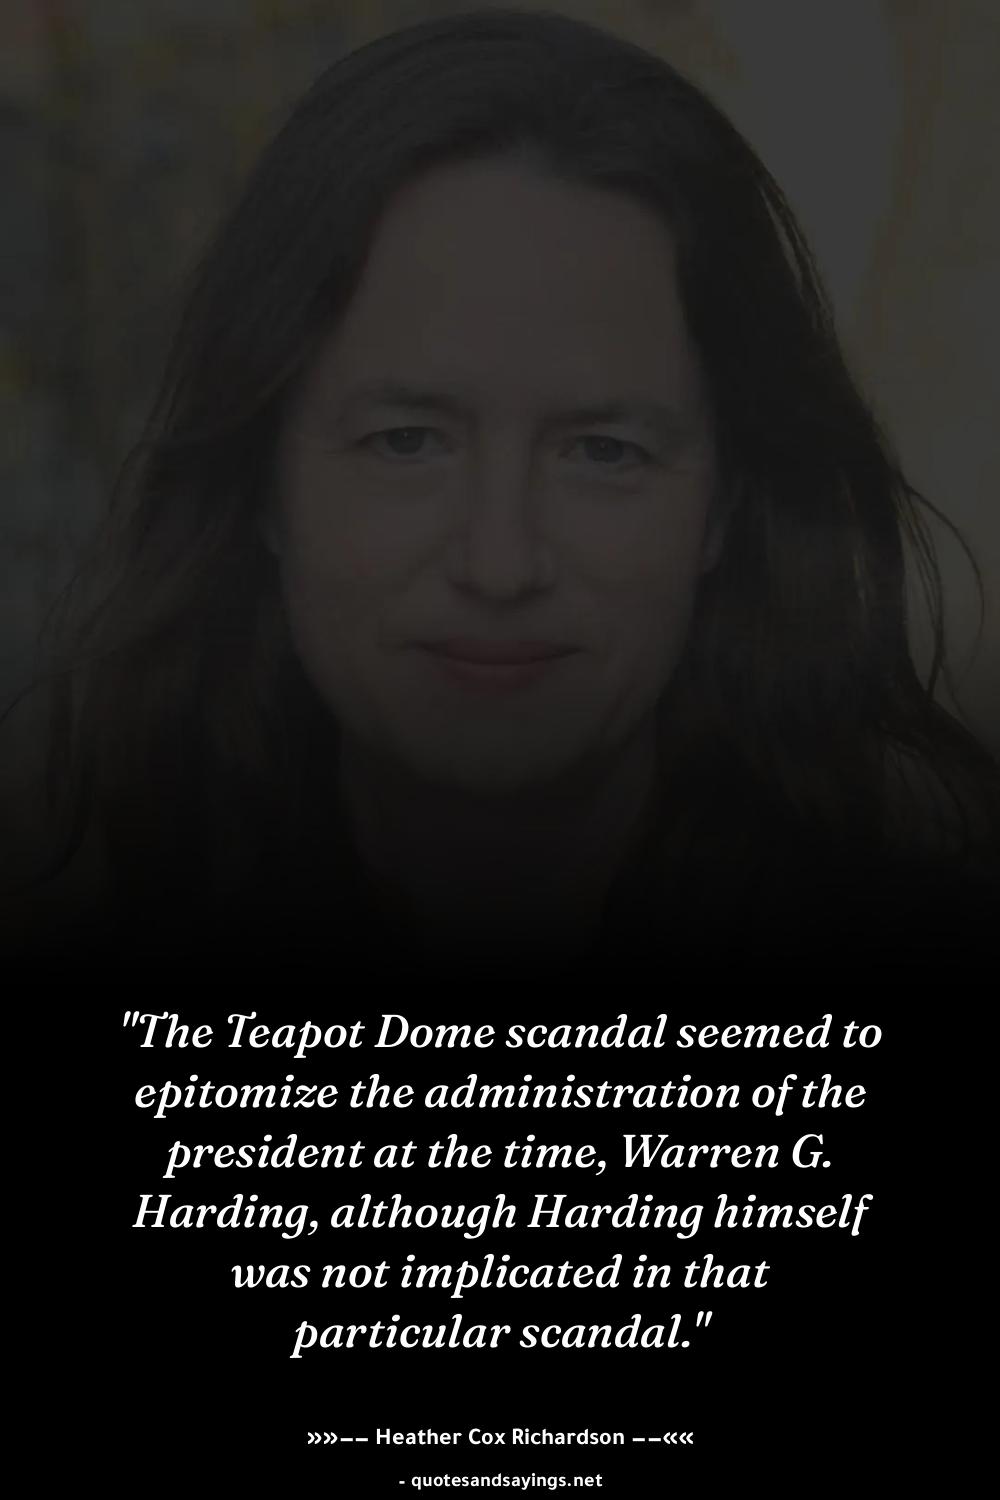 "The Teapot Dome scandal seemed to
epitomize the administration of the
president at the time, Warren G.
Harding, although Harding himself
was not implicated in that
particular scandal."
»»–– Heather Cox Richardson ––««
- quotesandsayings.net